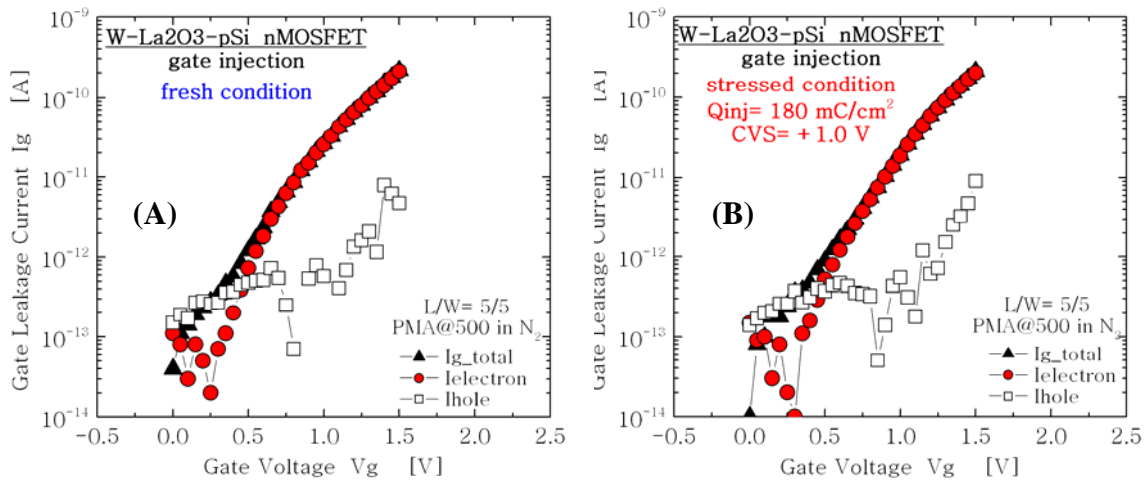 W-La2O3-pSi nMOSFET
gate injection
fresh condition
(A)
L/W= 5/5
PMA@500 in N2
Ig_total
Ielectron
Ihole
10-9
10-10
10-11
10-12
10-13
10-14
Gate Leakage Current Ig [A]
-0.5 0.0 0.5 1.0 1.5 2.0 2.5
Gate Voltage Vg [V]
W-La2O3-pSi nMOSFET
gate injection
stressed condition
Qinj= 180 mC/cm2
CVS= +1.0 V
(B)
L/W= 5/5
PMA@500 in N2
Ig_total
Ielectron
Ihole
10-9
10-10
10-11
10-12
10-13
10-14
Gate Leakage Current Ig [A]
-0.5 0.0 0.5 1.0 1.5 2.0 2.5
Gate Voltage Vg [V]